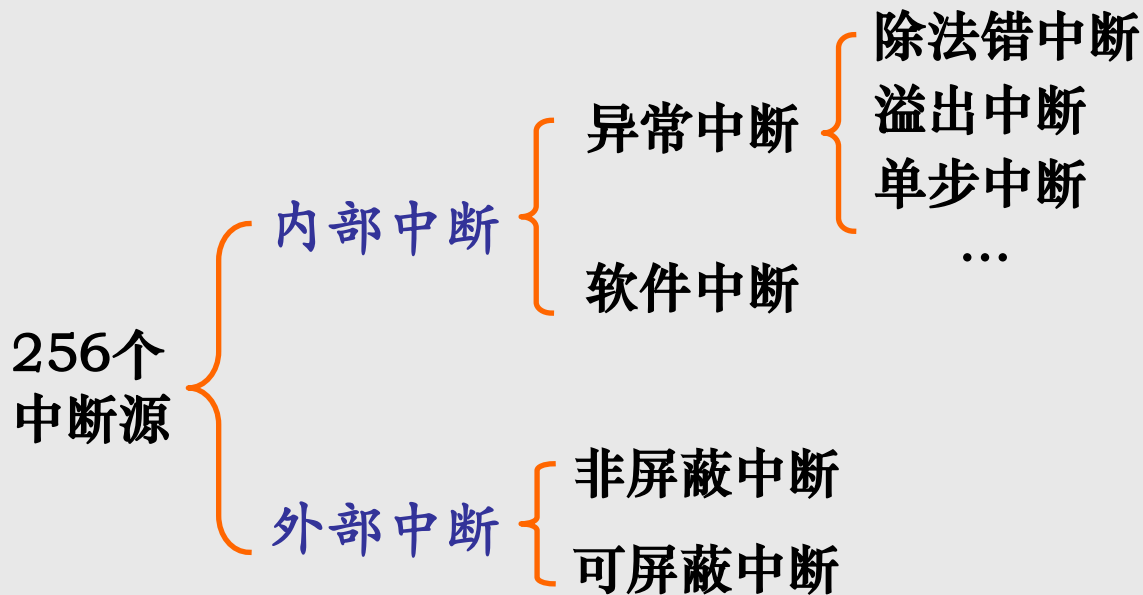 256个
中断源
内部中断
异常中断
除法错中断
溢出中断
单步中断
…
软件中断
外部中断
非屏蔽中断
可屏蔽中断